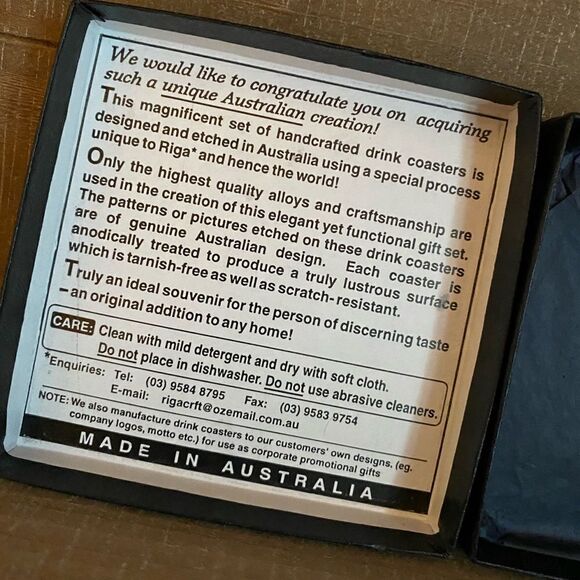 We would like to congratulate you on acquiring
such a unique Australian creation!
This magnificent set of handcrafted drink coasters is
designed and etched in Australia using a special process
unique to Riga* and hence the world!
Only the highest quality alloys and craftsmanship are
used in the creation of this elegant yet functional gift set.
The patterns or pictures etched on these drink coasters
are of genuine Australian design. Each coaster is
anodically treated to produce a truly lustrous surface
which is tarnish-free as well as scratch-resistant.
Truly an ideal souvenir for the person of discerning taste
– an original addition to any home!
CARE: Clean with mild detergent and dry with soft cloth.
Do not place in dishwasher. Do not use abrasive cleaners.
*Enquiries: Tel: (03) 9584 8795 Fax: (03) 9583 9754
E-mail: rigacrft@ozemail.com.au
NOTE: We also manufacture drink coasters to our customers' own designs, (eg.
company logos, motto etc.) for use as corporate promotional gifts
MADE IN AUSTRALIA